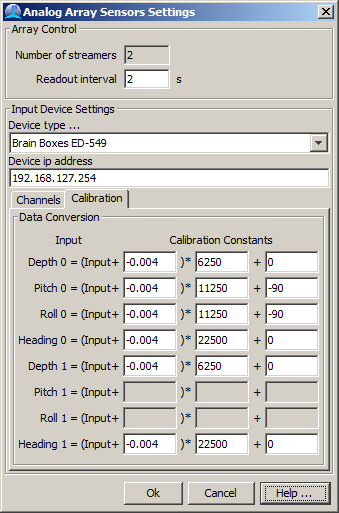 Analog Array Sensors Settings
Array Control
Number of streamers 2
Readout interval 2 s
Input Device Settings
Device type ...
Brain Boxes ED-549
Device ip address
192.168.127.254
Channels Calibration
Data Conversion
Input Calibration Constants
Depth 0 = (Input+ -0.004 )* 6250 + 0
Pitch 0 = (Input+ -0.004 )* 11250 + -90
Roll 0 = (Input+ -0.004 )* 11250 + -90
Heading 0 = (Input+ -0.004 )* 22500 + 0
Depth 1 = (Input+ -0.004 )* 6250 + 0
Pitch 1 = (Input+ )* +
Roll 1 = (Input+ )* +
Heading 1 = (Input+ -0.004 )* 22500 + 0
Ok Cancel Help ...